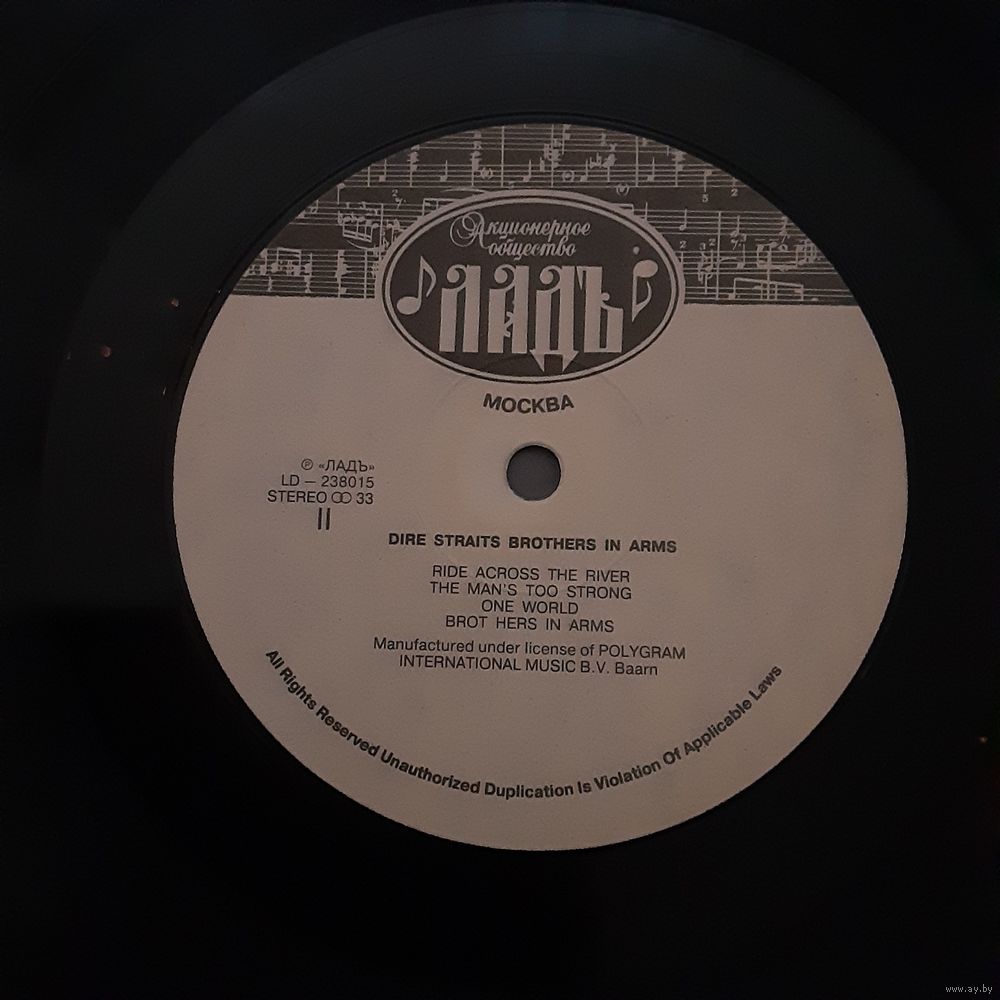 Акционерное
общество
ЛАДЪ
МОСКВА
℗ «ЛАДЪ»
LD – 238015
STEREO ꝏ 33
II
DIRE STRAITS BROTHERS IN ARMS
RIDE ACROSS THE RIVER
THE MAN'S TOO STRONG
ONE WORLD
BROT HERS IN ARMS
Manufactured under license of POLYGRAM
INTERNATIONAL MUSIC B.V. Baarn
All Rights Reserved Unauthorized Duplication Is Violation Of Applicable Laws
www.ay.by